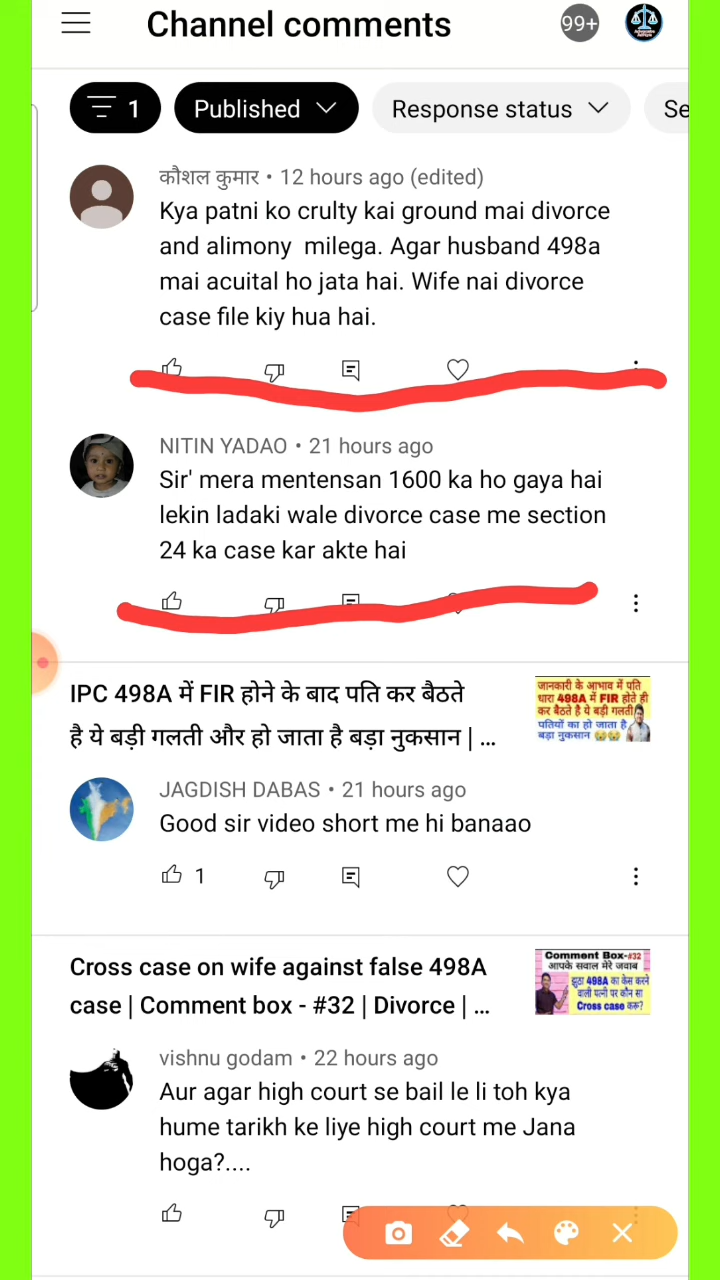 Channel comments
99+
1
Published
Response status
Se
कौशल कुमार • 12 hours ago (edited)
Kya patni ko crulty kai ground mai divorce
and alimony milega. Agar husband 498a
mai acuital ho jata hai. Wife nai divorce
case file kiy hua hai.
NITIN YADAO • 21 hours ago
Sir' mera mentensan 1600 ka ho gaya hai
lekin ladaki wale divorce case me section
24 ka case kar akte hai
IPC 498A में FIR होने के बाद पति कर बैठते
है ये बड़ी गलती और हो जाता है बड़ा नुकसान | ...
जानकारी के आभाव में पति
धारा 498A में FIR होते ही
कर बैठते है ये बड़ी गलती
पतियों का हो जाता है
बड़ा नुकसान
JAGDISH DABAS • 21 hours ago
Good sir video short me hi banaao
1
Cross case on wife against false 498A
case | Comment box - #32 | Divorce | ...
Comment Box-#32
आपके सवाल मेरे जवाब
झुठा 498A का केस करने
वाली पत्नी पर कौन सा
Cross case करू?
vishnu godam • 22 hours ago
Aur agar high court se bail le li toh kya
hume tarikh ke liye high court me Jana
hoga?....